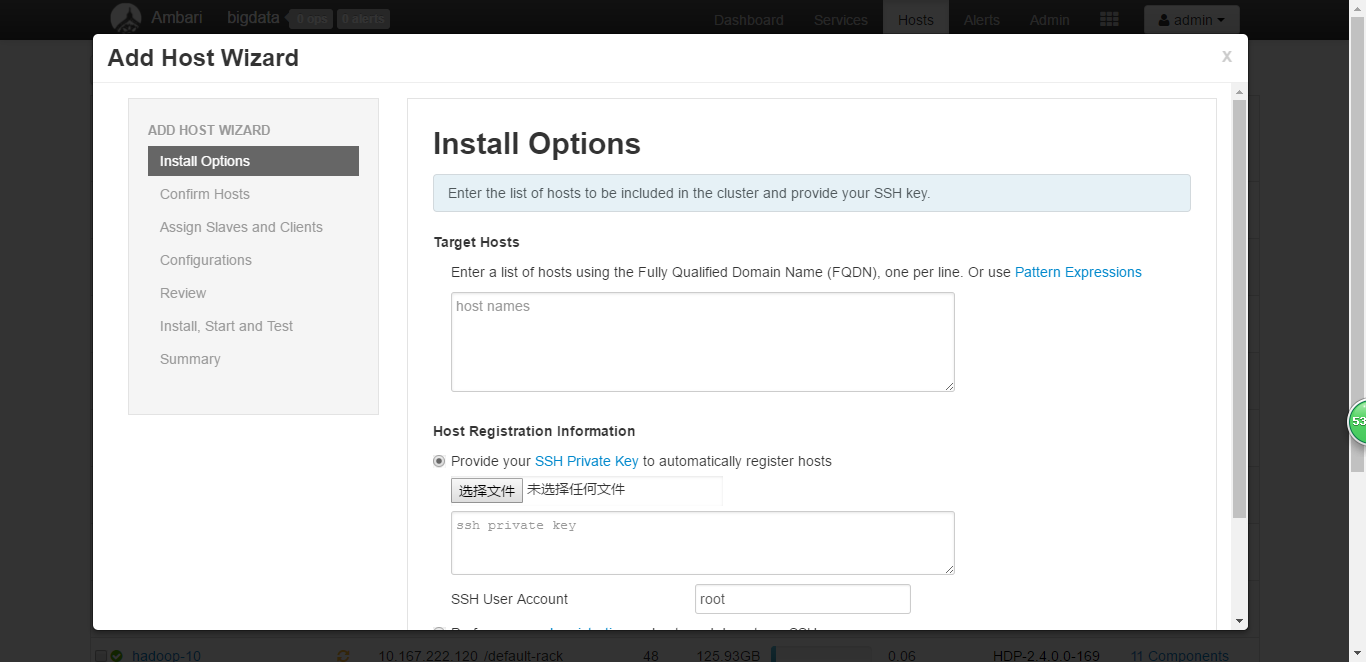 Ambari bigdata 0 ops 0 alerts Dashboard Services Hosts Alerts Admin admin
Add Host Wizard X
ADD HOST WIZARD
Install Options
Confirm Hosts
Assign Slaves and Clients
Configurations
Review
Install, Start and Test
Summary
Install Options
Enter the list of hosts to be included in the cluster and provide your SSH key.
Target Hosts
Enter a list of hosts using the Fully Qualified Domain Name (FQDN), one per line. Or use Pattern Expressions
host names
Host Registration Information
Provide your SSH Private Key to automatically register hosts
选择文件 未选择任何文件
ssh private key
SSH User Account root
53
hadoop-10 10.167.222.120 /default-rack 48 125.93GB 0.06 HDP-2.4.0.0-169 11 Components